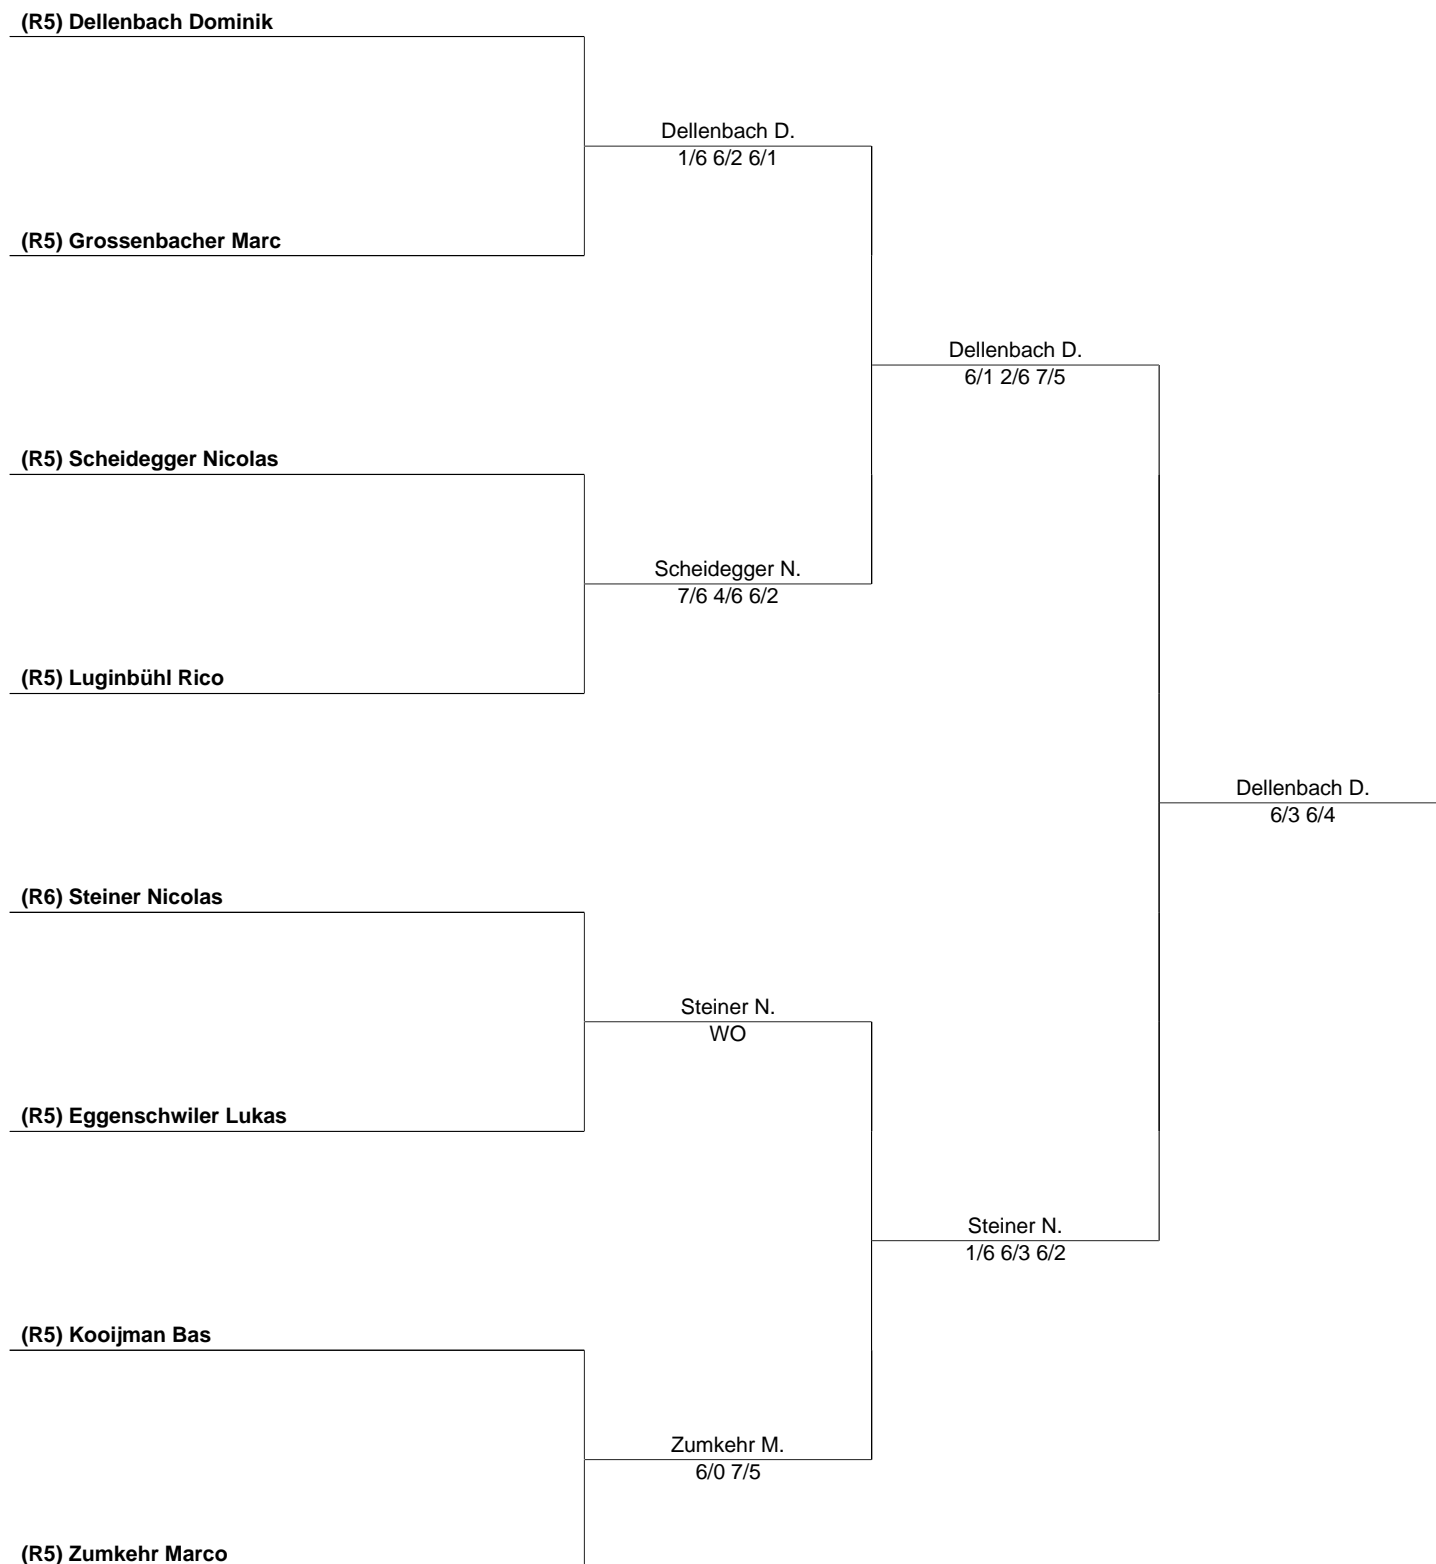 (R5) Dellenbach Dominik
Dellenbach D.
1/6 6/2 6/1
(R5) Grossenbacher Marc
Dellenbach D.
6/1 2/6 7/5
(R5) Scheidegger Nicolas
Scheidegger N.
7/6 4/6 6/2
(R5) Luginbühl Rico
Dellenbach D.
6/3 6/4
(R6) Steiner Nicolas
Steiner N.
WO
(R5) Eggenschwiler Lukas
Steiner N.
1/6 6/3 6/2
(R5) Kooijman Bas
Zumkehr M.
6/0 7/5
(R5) Zumkehr Marco